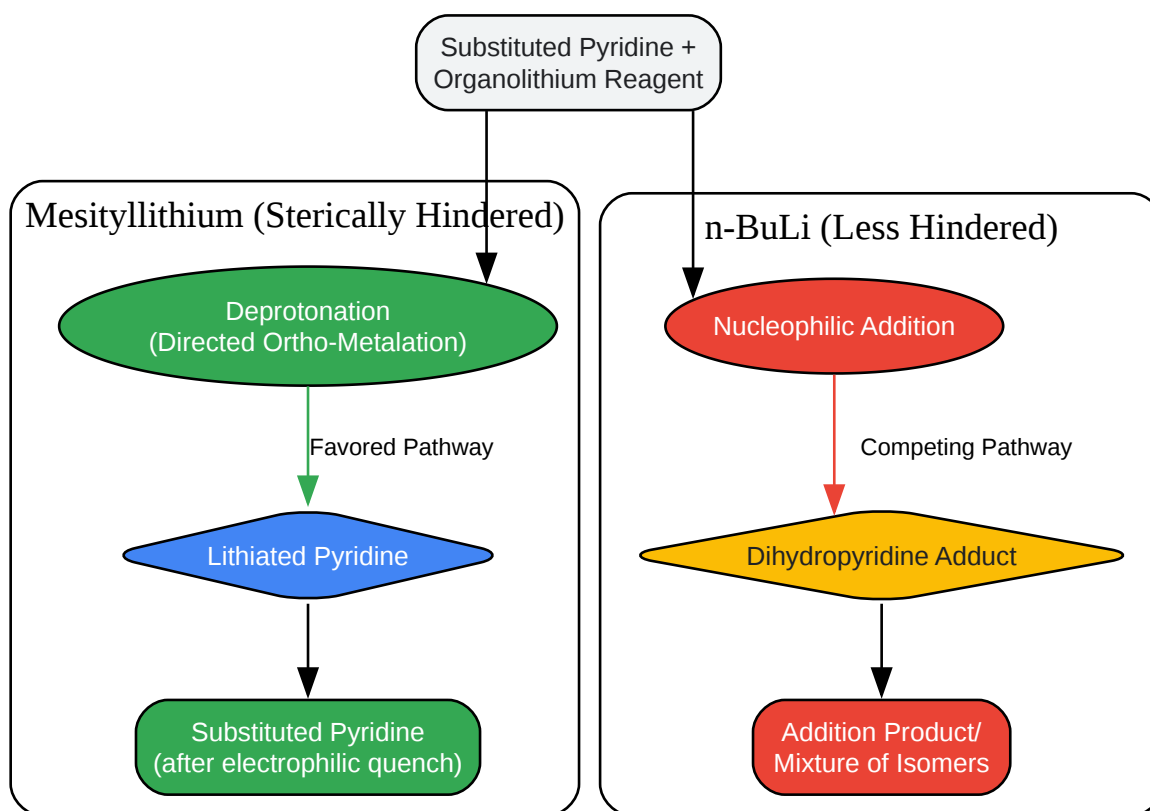 Substituted Pyridine +
Organolithium Reagent
Mesityllithium (Sterically Hindered)
Deprotonation
(Directed Ortho-Metalation)
Favored Pathway
Lithiated Pyridine
Substituted Pyridine
(after electrophilic quench)
n-BuLi (Less Hindered)
Nucleophilic Addition
Competing Pathway
Dihydropyridine Adduct
Addition Product/
Mixture of Isomers